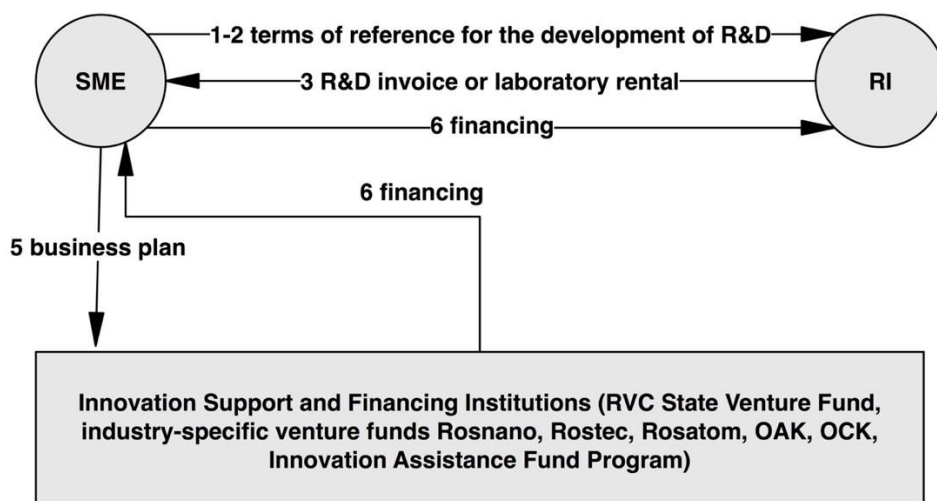 1-2 terms of reference for the development of R&D
SME
3 R&D invoice or laboratory rental
RI
6 financing
6 financing
5 business plan
Innovation Support and Financing Institutions (RVC State Venture Fund,
industry-specific venture funds Rosnano, Rostec, Rosatom, OAK, OCK,
Innovation Assistance Fund Program)